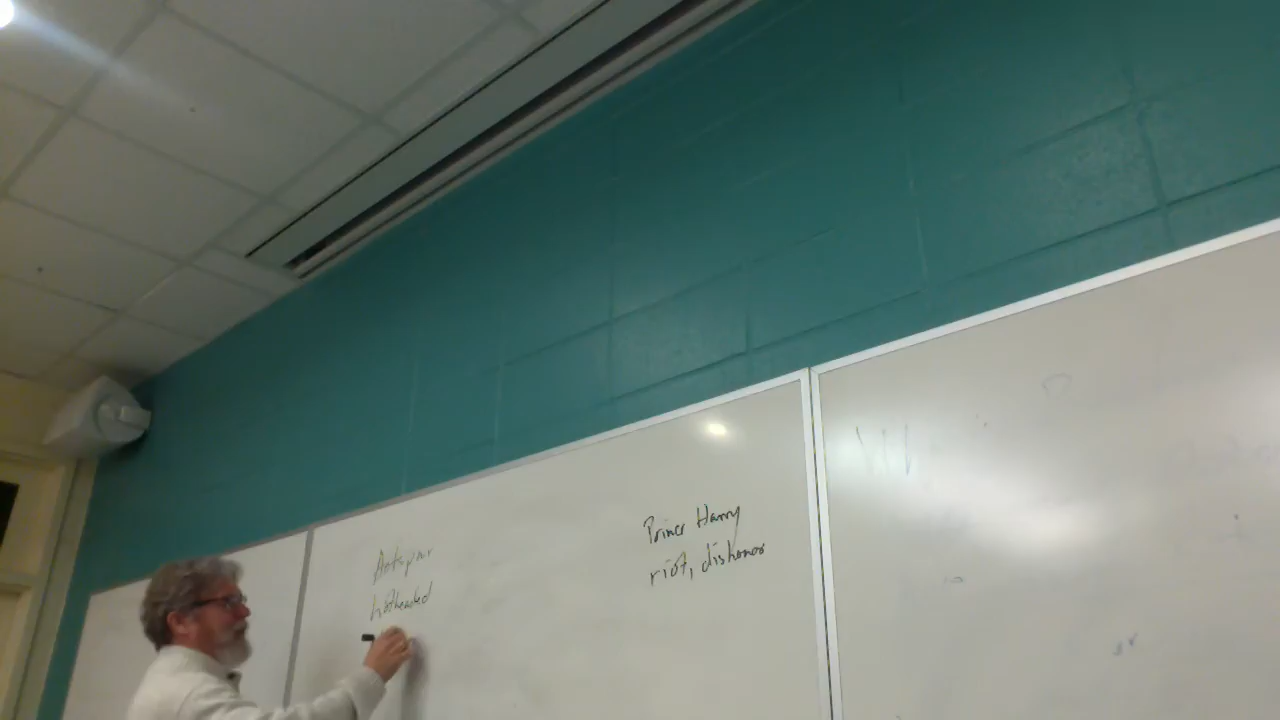 Hotspur
hotheaded
Prince Harry
riot, dishonor